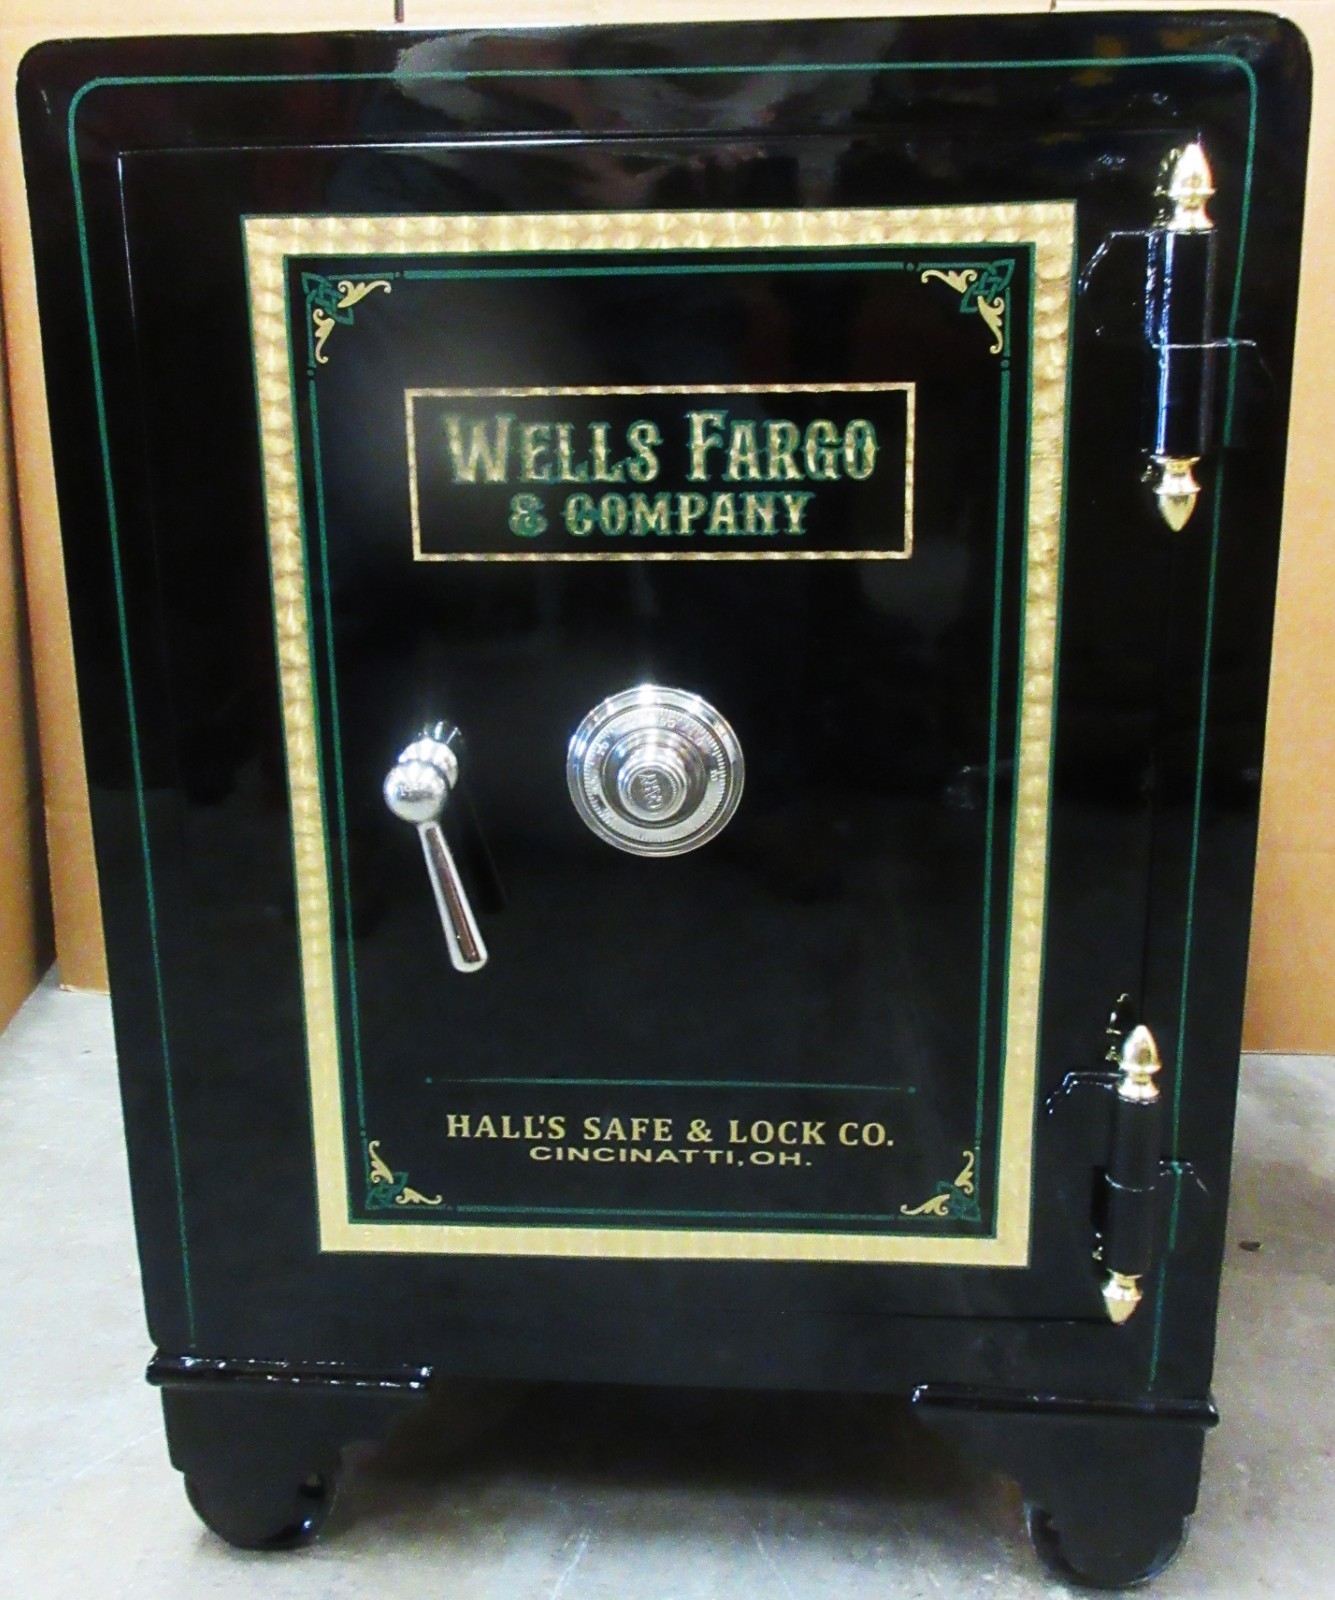 WELLS FARGO
& COMPANY
HALL'S SAFE & LOCK CO.
CINCINATTI, OH.